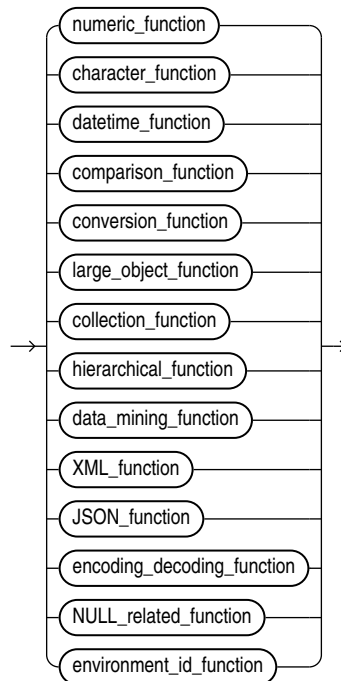 numeric_function
character_function
datetime_function
comparison_function
conversion_function
large_object_function
collection_function
hierarchical_function
data_mining_function
XML_function
JSON_function
encoding_decoding_function
NULL_related_function
environment_id_function